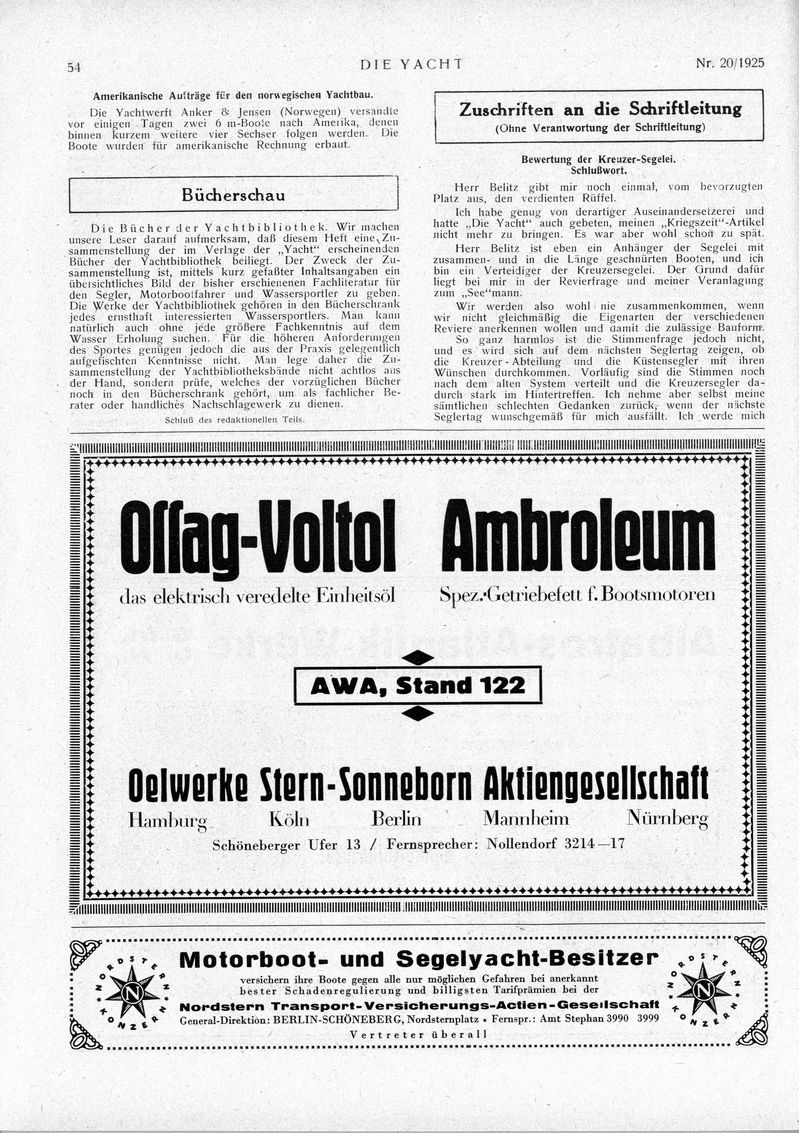 54
DIE YACHT
Nr. 20/1925
Amerikanische Aufträge für den norwegischen Yachtbau.
Die Yachtwerft Anker & Jensen (Norwegen) versandte
vor einigen Tagen zwei 6 m-Boote nach Amerika, denen
binnen kurzem weitere vier Sechser folgen werden. Die
Boote wurden für amerikanische Rechnung erbaut.
Bücherschau
Die Bücher der Yachtbibliothek. Wir machen
unsere Leser darauf aufmerksam, daß diesem Heft eine Zu-
sammenstellung der im Verlage der „Yacht“ erscheinenden
Bücher der Yachtbibliothek beiliegt. Der Zweck der Zu-
sammenstellung ist, mittels kurz gefaßter Inhaltsangaben ein
übersichtliches Bild der bisher erschienenen Fachliteratur für
den Segler, Motorbootfahrer und Wassersportler zu geben.
Die Werke der Yachtbibliothek gehören in den Bücherschrank
jedes ernsthaft interessierten Wassersportlers. Man kann
natürlich auch ohne jede größere Fachkenntnis auf dem
Wasser Erholung suchen. Für die höheren Anforderungen
des Sportes genügen jedoch die aus der Praxis gelegentlich
aufgefischten Kenntnisse nicht. Man lege daher die Zu-
sammenstellung der Yachtbibliotheksbände nicht achtlos aus
der Hand, sondern prüfe, welches der vorzüglichen Bücher
noch in den Bücherschrank gehört, um als fachlicher Be-
rater oder handliches Nachschlagewerk zu dienen.
Schluß des redaktionellen Teils.
Zuschriften an die Schriftleitung
(Ohne Verantwortung der Schriftleitung)
Bewertung der Kreuzer-Segelei.
Schlußwort.
Herr Belitz gibt mir noch einmal, vom bevorzugten
Platz aus, den verdienten Rüffel.
Ich habe genug von derartiger Auseinandersetzerei und
hatte „Die Yacht“ auch gebeten, meinen „Kriegszeit“-Artikel
nicht mehr zu bringen. Es war aber wohl schon zu spät.
Herr Belitz ist eben ein Anhänger der Segelei mit
zusammen- und in die Länge geschnürten Booten, und ich
bin ein Verteidiger der Kreuzersegelei. Der Grund dafür
liegt bei mir in der Revierfrage und meiner Veranlagung
zum „See“mann.
Wir werden also wohl nie zusammenkommen, wenn
wir nicht gleichmäßig die Eigenarten der verschiedenen
Reviere anerkennen wollen und damit die zulässige Bauform.
So ganz harmlos ist die Stimmenfrage jedoch nicht,
und es wird sich auf dem nächsten Seglertag zeigen, ob
die Kreuzer-Abteilung und die Küstensegler mit ihren
Wünschen durchkommen. Vorläufig sind die Stimmen noch
nach dem alten System verteilt und die Kreuzersegler da-
durch stark im Hintertreffen. Ich nehme aber selbst meine
sämtlichen schlechten Gedanken zurück, wenn der nächste
Seglertag wunschgemäß für mich ausfällt. Ich werde mich
Ossag-Voltol
das elektrisch veredelte Einheitsöl
Ambroleum
Spez. Getriebefett f. Bootsmotoren
AWA, Stand 122
Oelwerke Stern-Sonneborn Aktiengesellschaft
Hamburg Köln Berlin Mannheim Nürnberg
Schöneberger Ufer 13 / Fernsprecher: Nollendorf 3214—17
NORDSTERN KONZERN
N
Motorboot- und Segelyacht-Besitzer
versichern ihre Boote gegen alle nur möglichen Gefahren bei anerkannt
bester Schadenregulierung und billigsten Tarifprämien bei der
Nordstern Transport-Versicherungs-Actien-Gesellschaft
General-Direktion: BERLIN-SCHÖNEBERG, Nordsternplatz • Fernspr.: Amt Stephan 3990 3999
Vertreter überall
NORDSTERN KONZERN
N